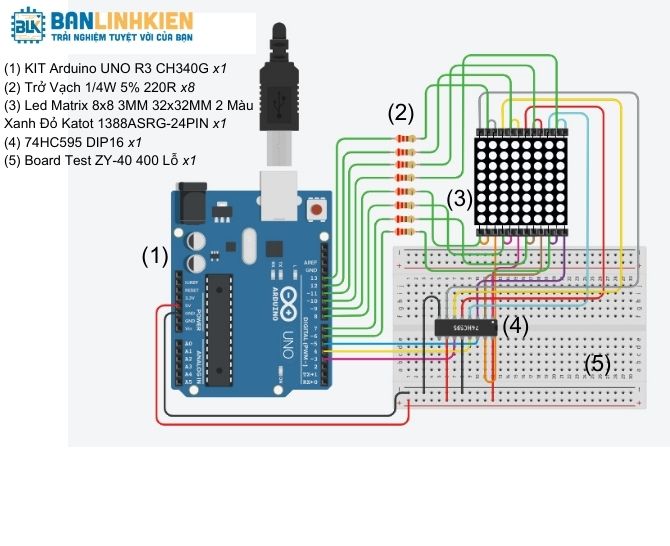 BLK
BANLINHKIEN
TRẢI NGHIỆM TUYỆT VỜI CỦA BẠN
(1) KIT Arduino UNO R3 CH340G x1
(2) Trở Vạch 1/4W 5% 220R x8
(3) Led Matrix 8x8 3MM 32x32MM 2 Màu
Xanh Đỏ Katot 1388ASRG-24PIN x1
(4) 74HC595 DIP16 x1
(5) Board Test ZY-40 400 Lỗ x1
(2)
(3)
(1)
(4)
(5)
AREF
GND
13
12
~11
~10
~9
8
7
~6
~5
4
~3
2
TX→1
RX←0
DIGITAL (PWM~)
IOREF
RESET
3.3V
5V
GND
GND
Vin
POWER
A0
A1
A2
A3
A4
A5
ANALOG IN
L
TX
RX
ON
ARDUINO
UNO
74HC595